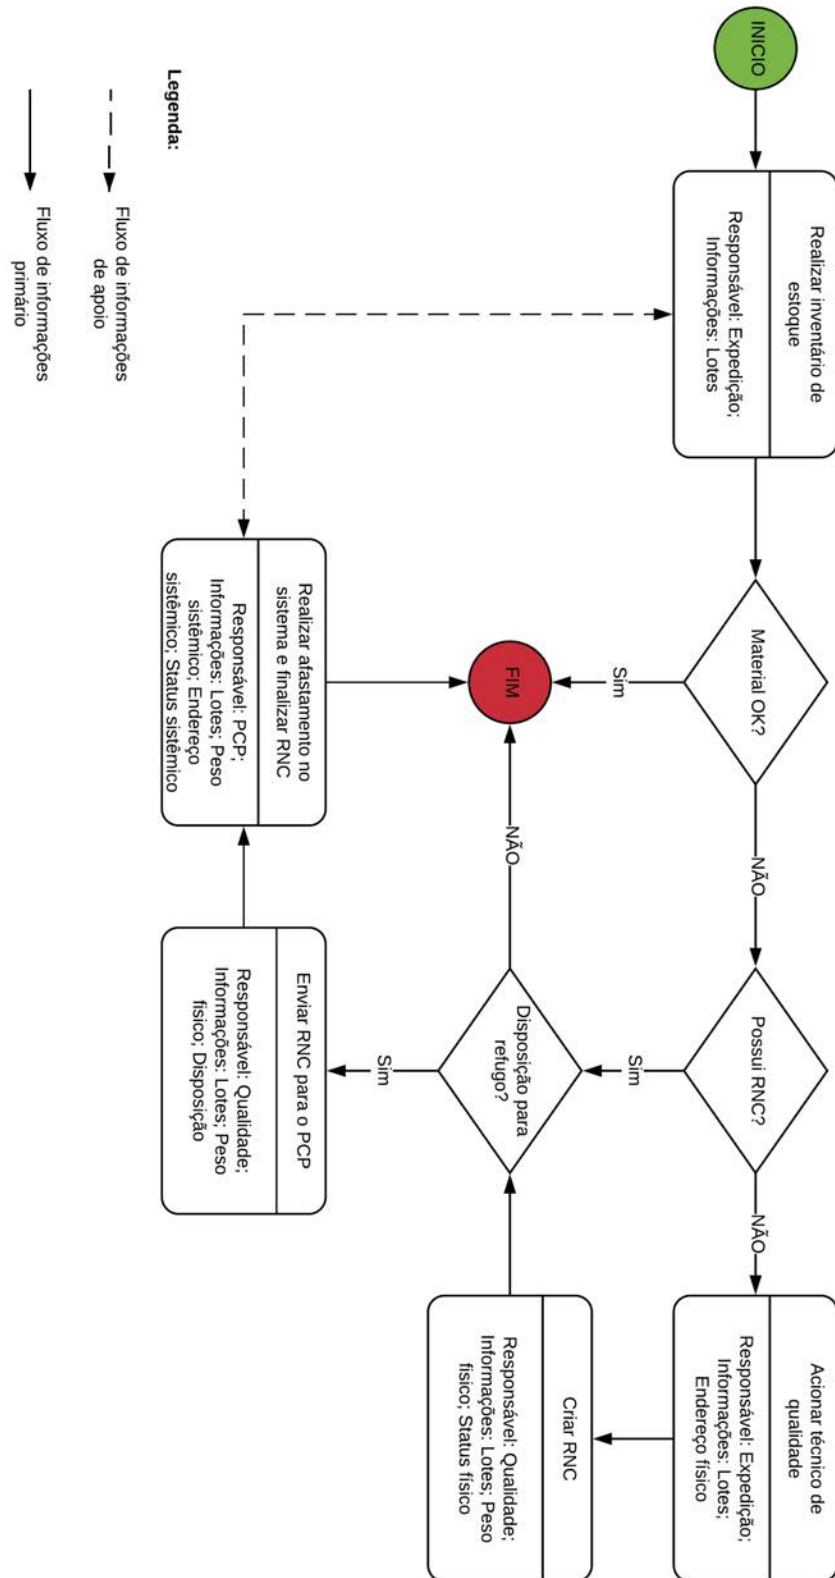 INICIO
Realizar inventário de
estoque
Responsável: Expedição;
Informações: Lotes
Material OK?
NÃO
Possui RNC?
NÃO
Acionar técnico de
qualidade
Responsável: Expedição;
Informações: Lotes;
Endereço físico
Sim
FIM
NÃO
Disposição para
refugo?
Sim
Criar RNC
Responsável: Qualidade;
Informações: Lotes; Peso
fisico; Status físico
Sim
Realizar afastamento no
sistema e finalizar RNC
Responsável: PCP;
Informações: Lotes; Peso
sistêmico; Endereço
sistêmico; Status sistêmico
Enviar RNC para o PCP
Responsável: Qualidade;
Informações: Lotes; Peso
fisico; Disposição
Legenda:
Fluxo de informações
de apoio
Fluxo de informações
primário